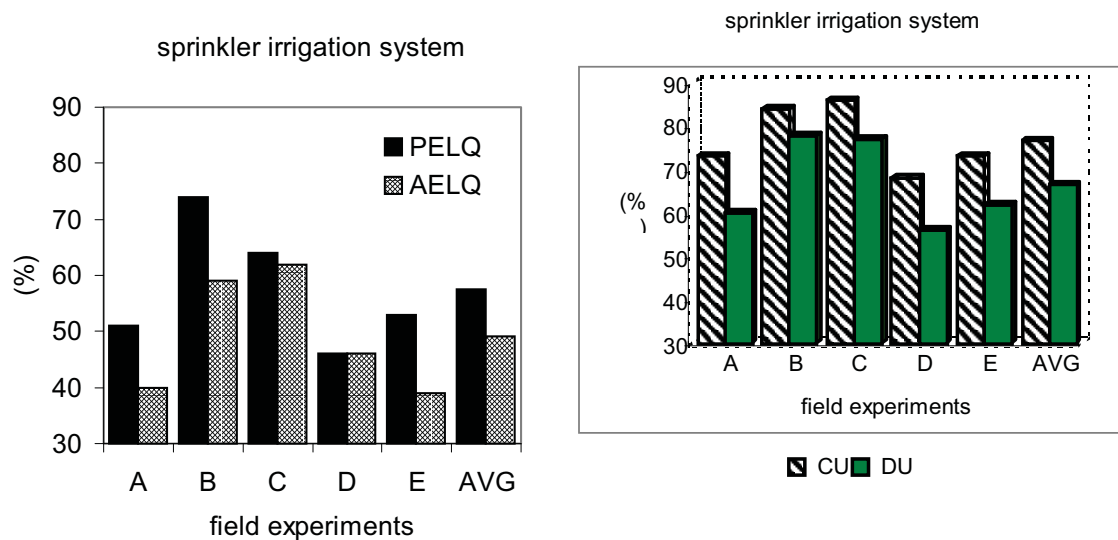 sprinkler irrigation system
90
80
70
60
50
40
30
(%)
PELQ
AELQ
A B C D E AVG
field experiments
sprinkler irrigation system
90
80
70
60
50
40
30
(%
)
A B C D E AVG
field experiments
CU DU